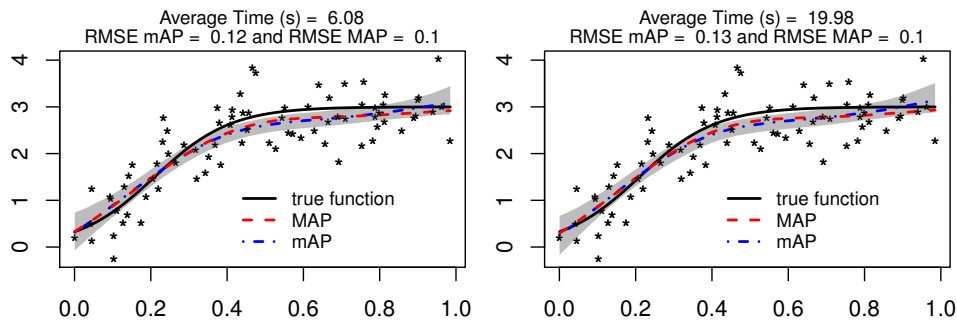 Average Time (s) = 6.08
RMSE mAP = 0.12 and RMSE MAP = 0.1
4
3
2
1
0
true function
MAP
mAP
0.0 0.2 0.4 0.6 0.8 1.0
Average Time (s) = 19.98
RMSE mAP = 0.13 and RMSE MAP = 0.1
4
3
2
1
0
true function
MAP
mAP
0.0 0.2 0.4 0.6 0.8 1.0